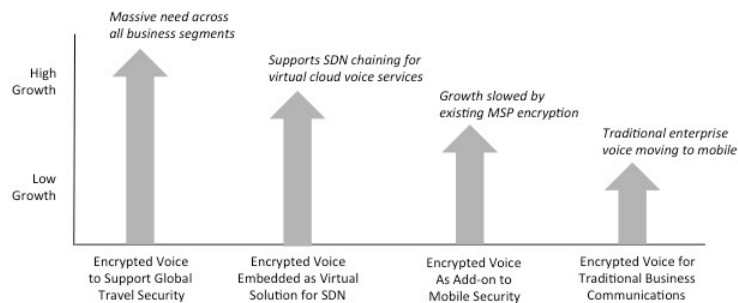 Massive need across
all business segments
Supports SDN chaining for
virtual cloud voice services
Growth slowed by
existing MSP encryption
Traditional enterprise
voice moving to mobile
High
Growth
Low
Growth
Encrypted Voice
to Support Global
Travel Security
Encrypted Voice
Embedded as Virtual
Solution for SDN
Encrypted Voice
As Add-on to
Mobile Security
Encrypted Voice for
Traditional Business
Communications